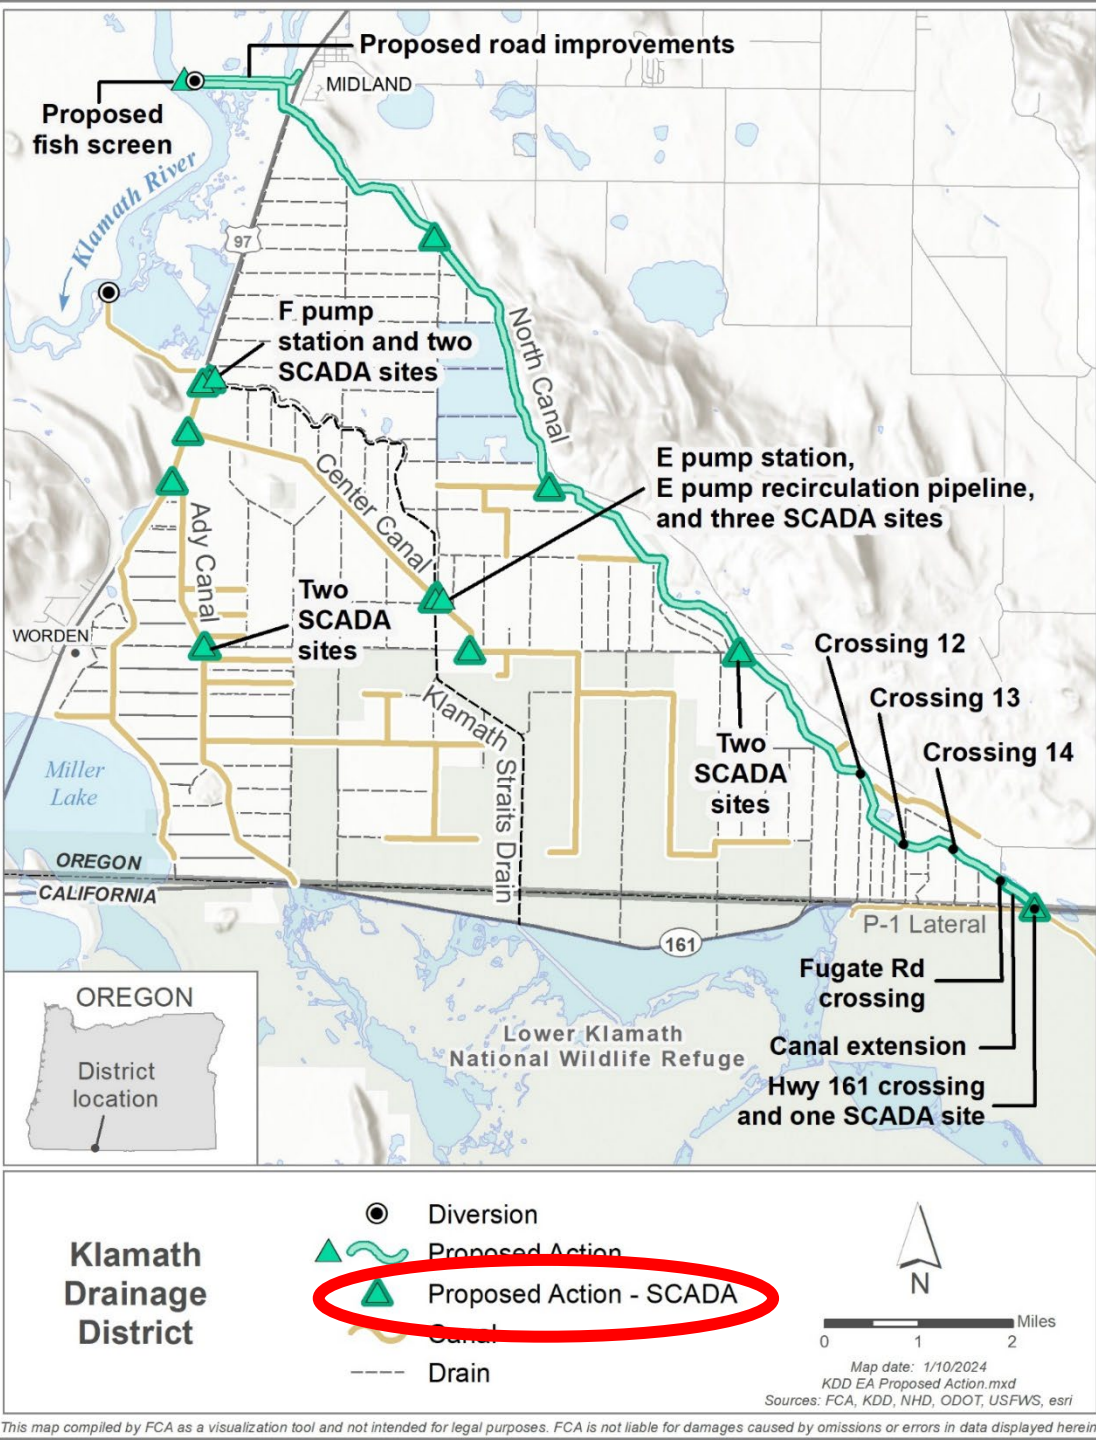 Proposed road improvements
MIDLAND
Proposed
fish screen
Klamath River
97
F pump
station and two
SCADA sites
North Canal
E pump station,
E pump recirculation pipeline,
and three SCADA sites
Center Canal
Ady Canal
Two
SCADA
sites
WORDEN
Crossing 12
Crossing 13
Crossing 14
Klamath Straits Drain
Two
SCADA
sites
Miller
Lake
OREGON
CALIFORNIA
P-1 Lateral
161
Fugate Rd
crossing
Lower Klamath
National Wildlife Refuge
Canal extension
Hwy 161 crossing
and one SCADA site
OREGON
District
location
Klamath
Drainage
District
Diversion
Proposed Action
Proposed Action - SCADA
Canal
Drain
N
Miles
0 1 2
Map date: 1/10/2024
KDD EA Proposed Action.mxd
Sources: FCA, KDD, NHD, ODOT, USFWS, esri
This map compiled by FCA as a visualization tool and not intended for legal purposes. FCA is not liable for damages caused by omissions or errors in data displayed herein